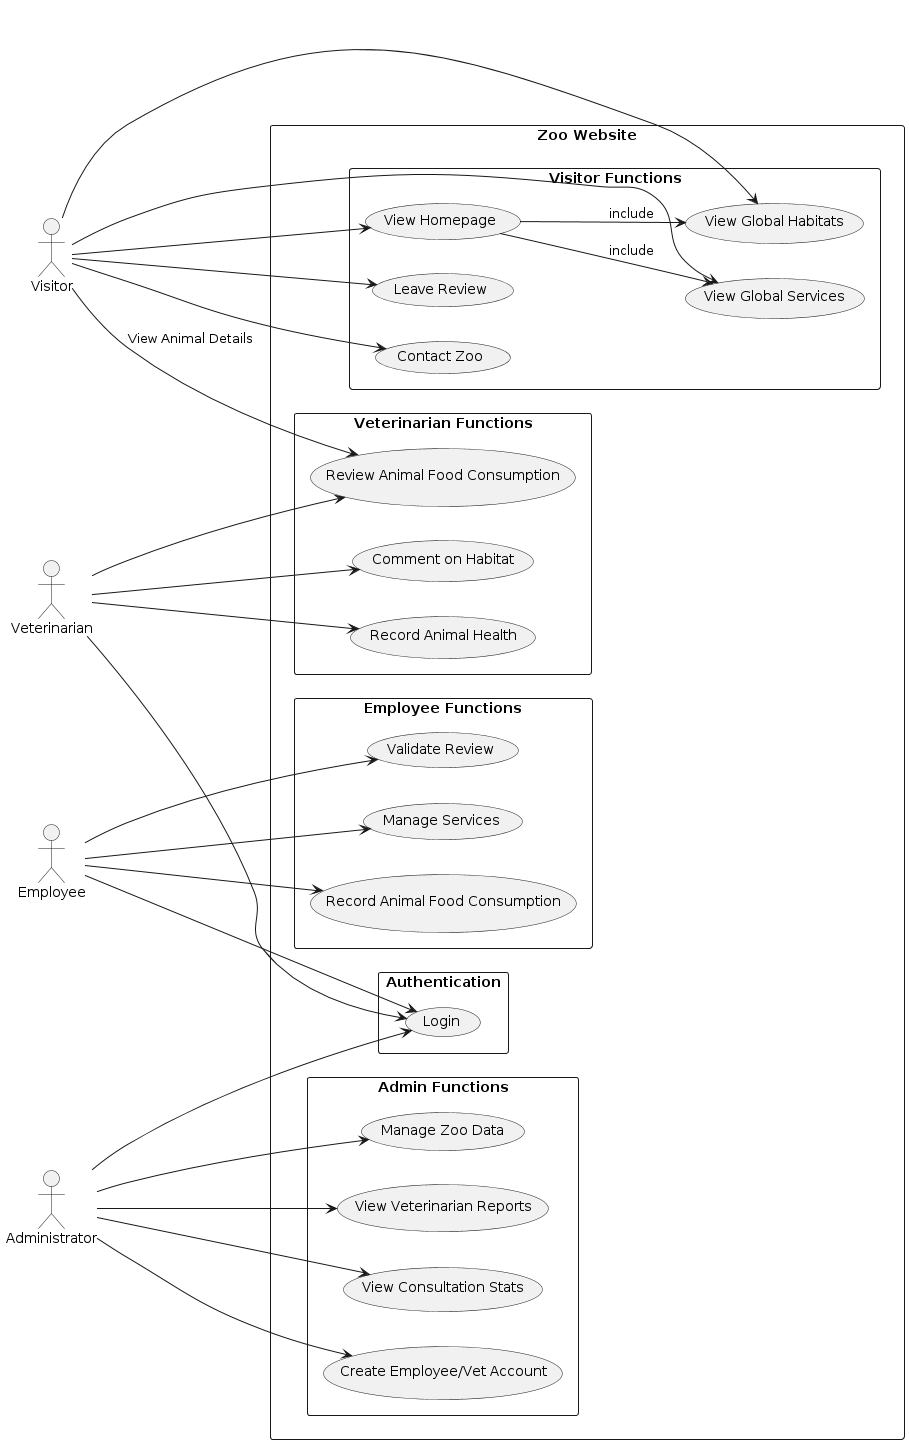 Zoo Website
Visitor Functions
View Homepage
include
View Global Habitats
include
Leave Review
View Global Services
Visitor
View Animal Details
Contact Zoo
Veterinarian Functions
Review Animal Food Consumption
Comment on Habitat
Veterinarian
Record Animal Health
Employee Functions
Validate Review
Manage Services
Employee
Record Animal Food Consumption
Authentication
Login
Admin Functions
Manage Zoo Data
View Veterinarian Reports
Administrator
View Consultation Stats
Create Employee/Vet Account